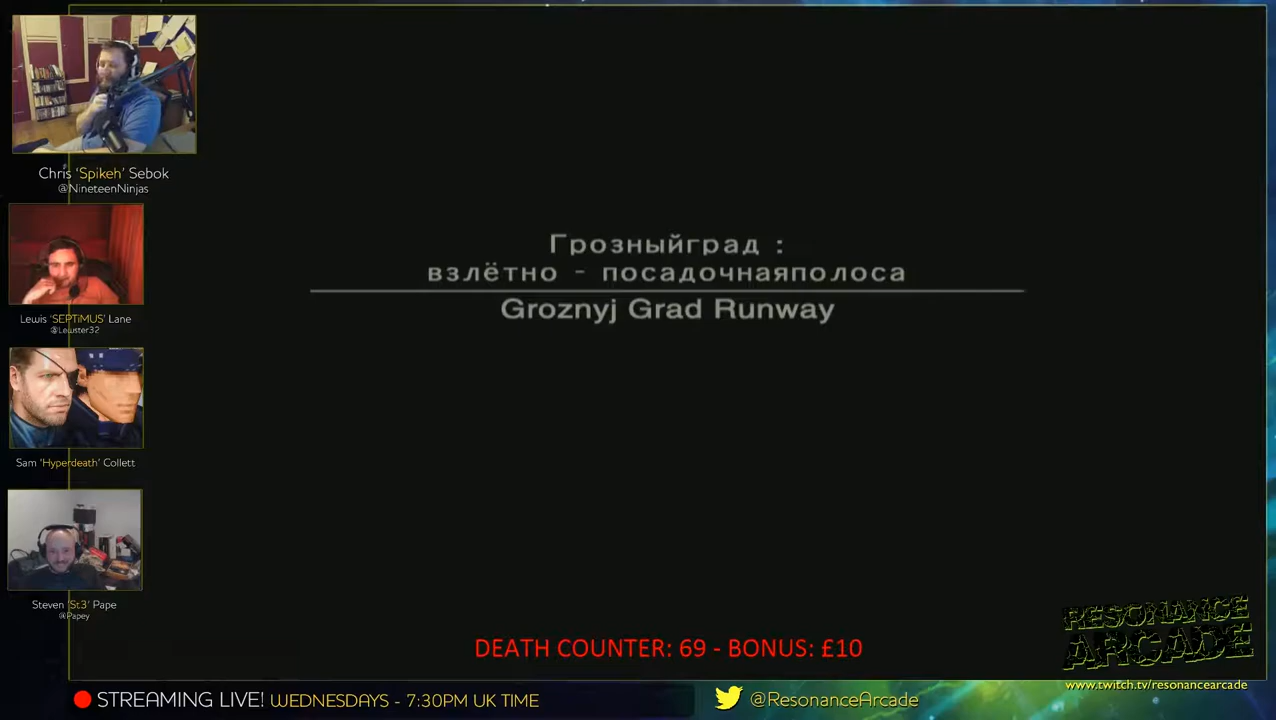 Chris 'Spikeh' Sebok
@NineteenNinjas
Lewis 'SEPTiMUS' Lane
@Lewster32
Sam 'Hyperdeath' Collett
Steven 'St3' Pape
@Papey
Грозныйград :
взлётно - посадочнаяполоса
Groznyj Grad Runway
DEATH COUNTER: 69 - BONUS: £10
RESONANCE
ARCADE
www.twitch.tv/resonancearcade
STREAMING LIVE! WEDNESDAYS - 7:30PM UK TIME
@ResonanceArcade